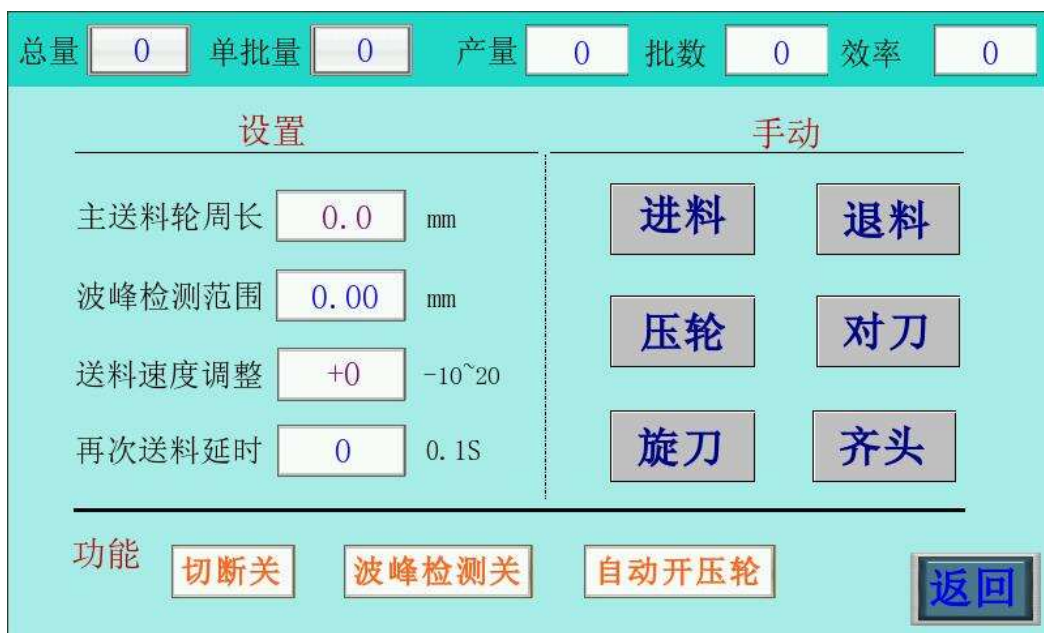 总量 0 单批量 0 产量 0 批数 0 效率 0
设置 手动
主送料轮周长 0.0 mm 进料 退料
波峰检测范围 0.00 mm 压轮 对刀
送料速度调整 +0 -10~20
再次送料延时 0 0.1S 旋刀 齐头
功能 切断关 波峰检测关 自动开压轮 返回